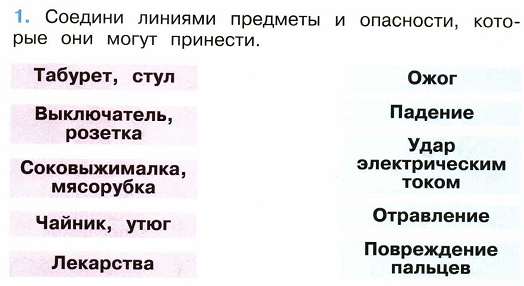 1. Соедини линиями предметы и опасности, кото-
рые они могут принести.
Табурет, стул
Выключатель,
розетка
Соковыжималка,
мясорубка
Чайник, утюг
Лекарства
Ожог
Падение
Удар
электрическим
током
Отравление
Повреждение
пальцев